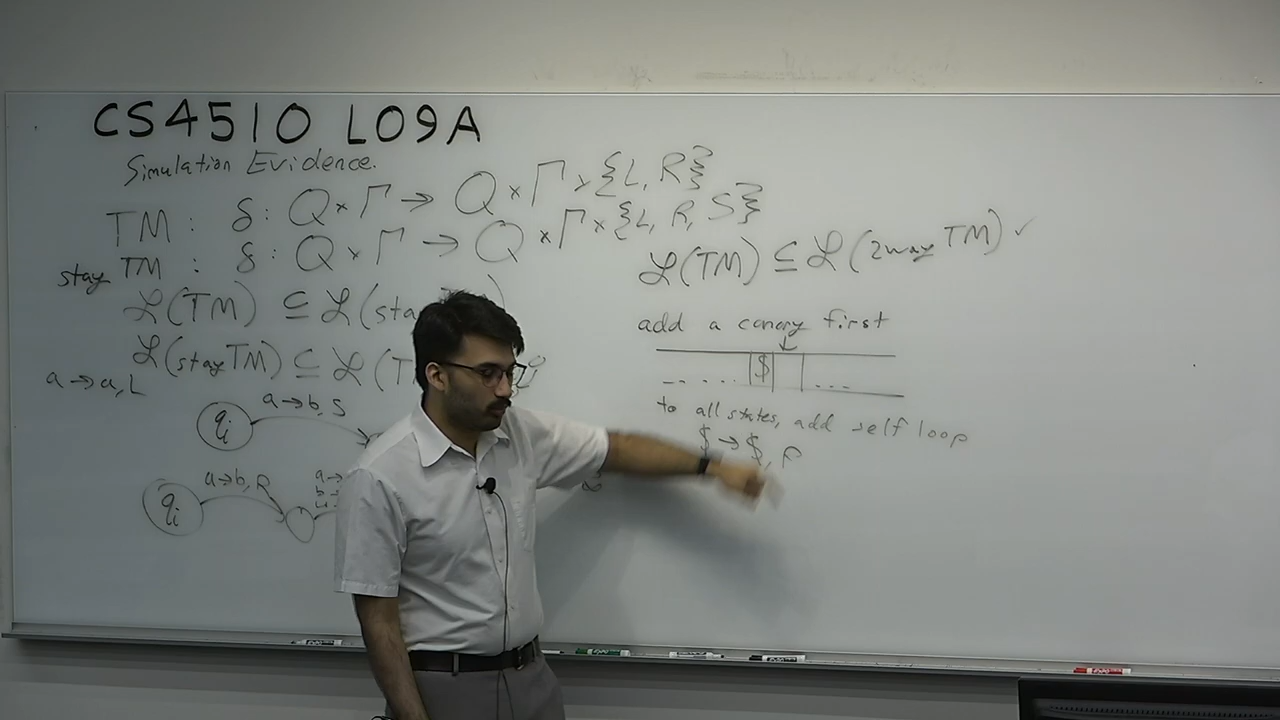 CS4510 L09A
Simulation Evidence.
TM : δ: Q × Γ → Q × Γ × {L, R}
stay TM : δ: Q × Γ → Q × Γ × {L, R, S}
ℒ(TM) ⊆ ℒ(sta )
ℒ(stayTM) ⊆ ℒ(T
a → a, L
qi a→b, S
qi a→b, R a→
b→
ℒ(TM) ⊆ ℒ(2way TM) ✓
add a canary first
↓
.... $ ...
to all states, add self loop
$ → $, R